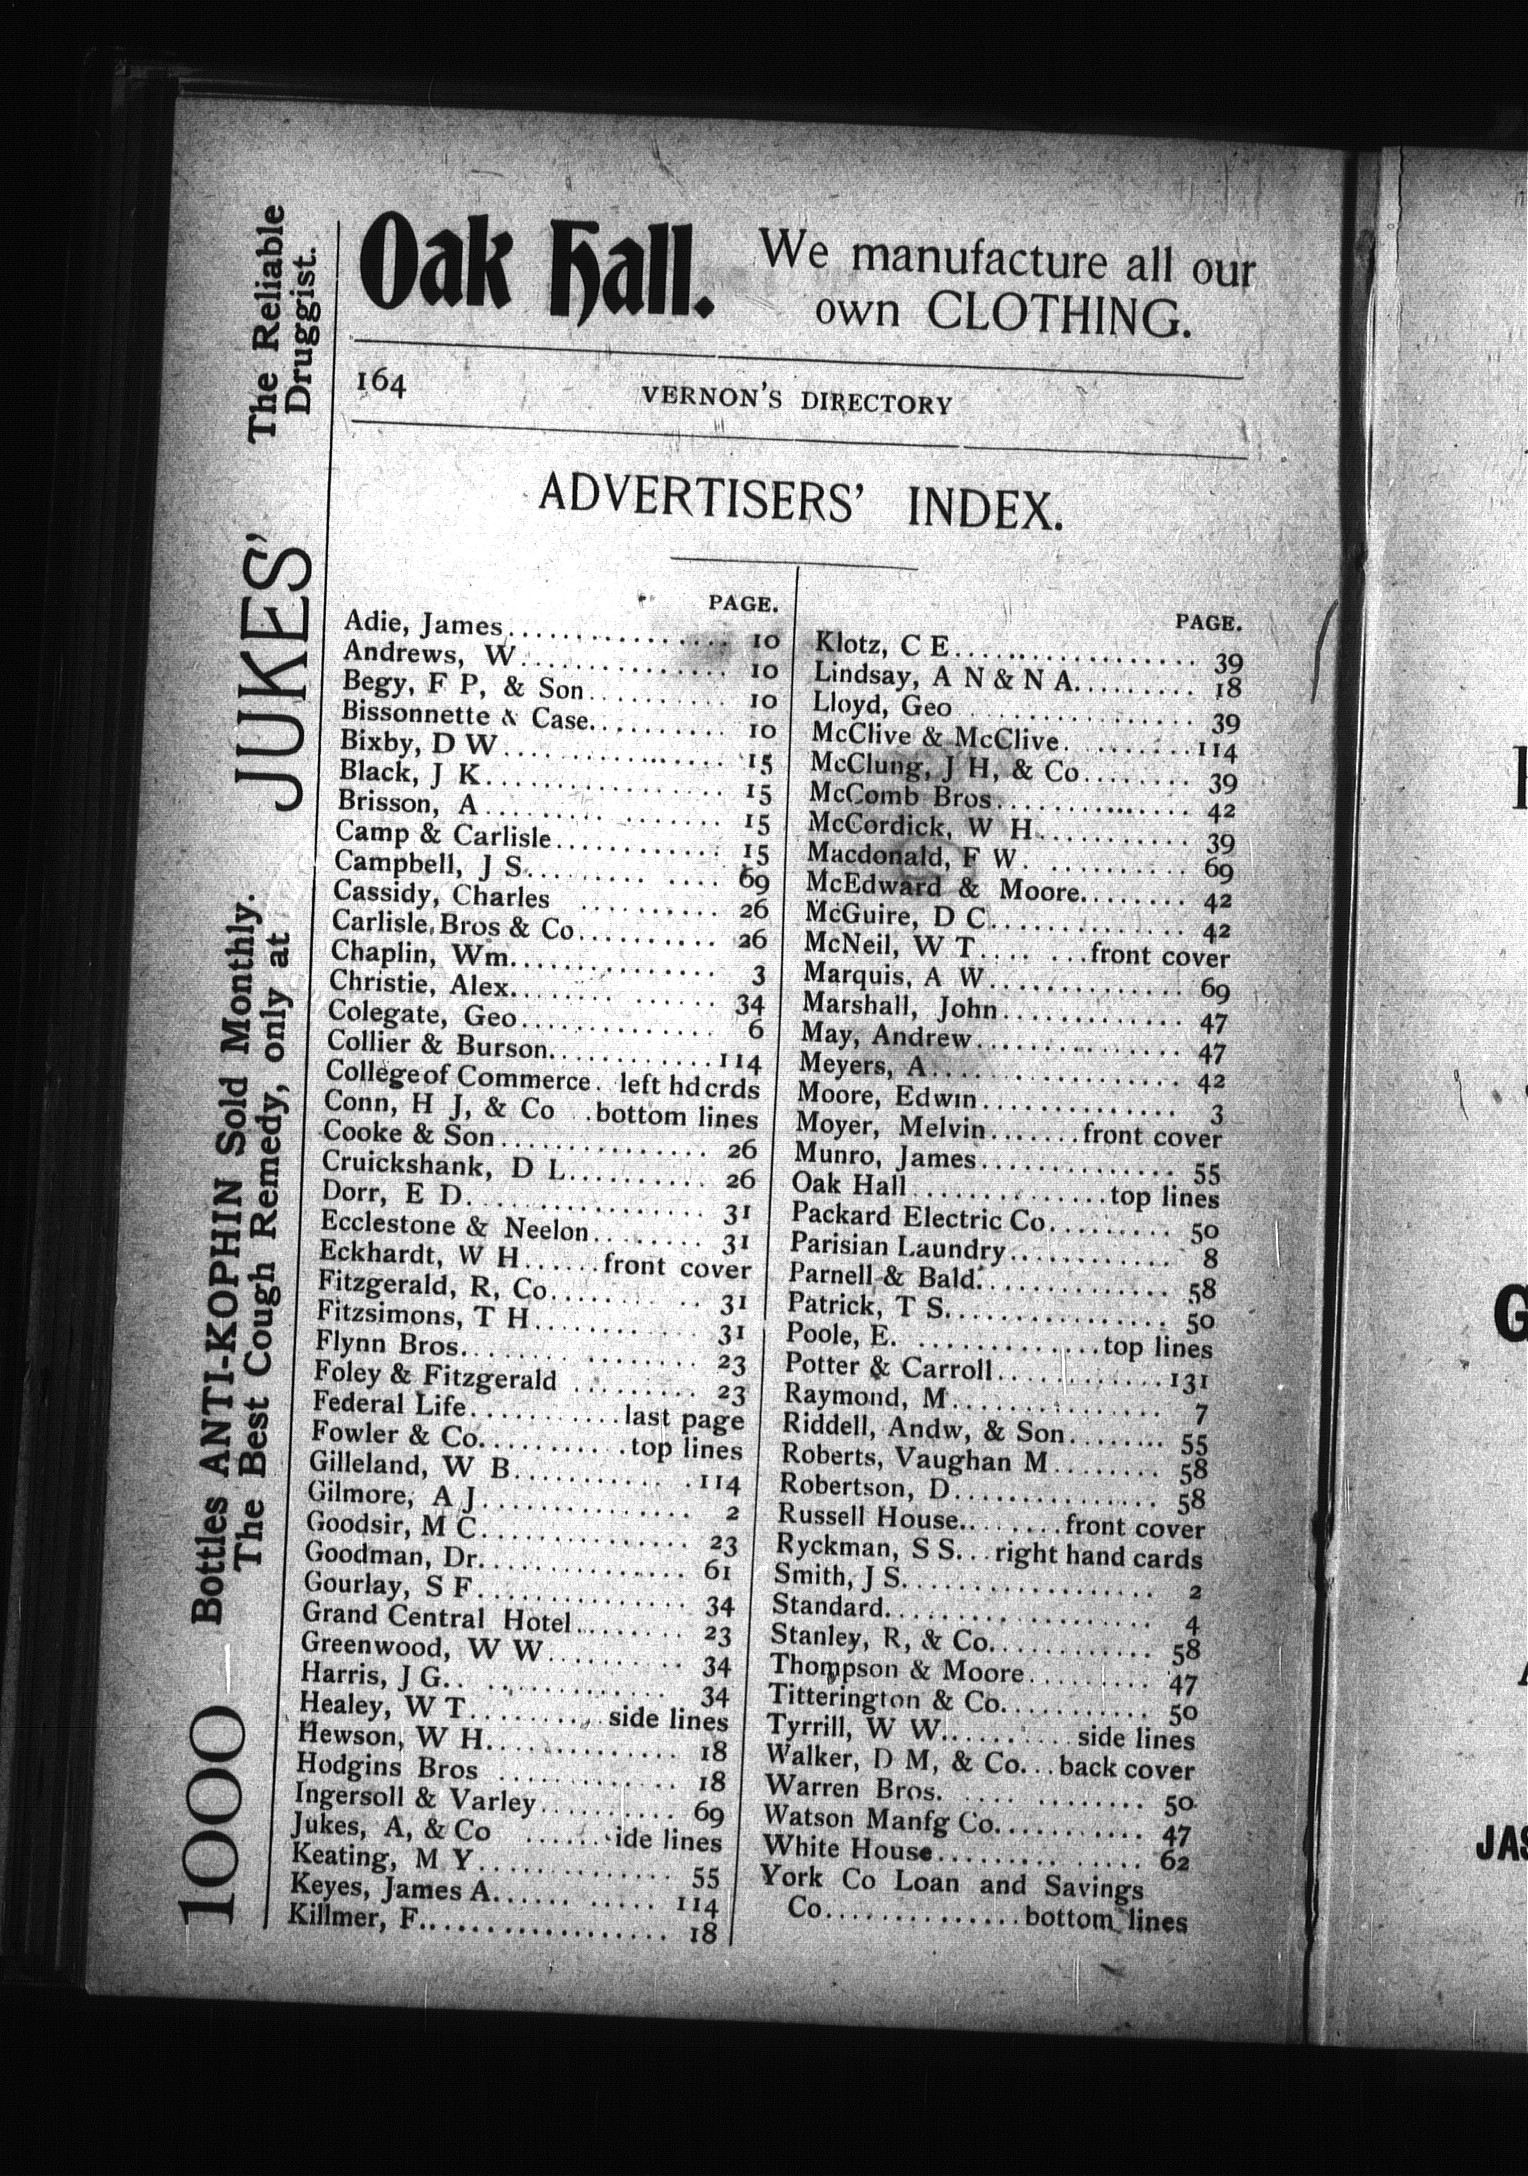 Oak Hall. We manufacture all our
own CLOTHING.
164 VERNON'S DIRECTORY
ADVERTISERS' INDEX.
PAGE.
Adie, James.................. 10
Andrews, W.................. 10
Begy, F P, & Son.......... 10
Bissonnette & Case.......... 10
Bixby, D W.................. 15
Black, J K.................. 15
Brisson, A.................. 15
Camp & Carlisle............ 15
Campbell, J S............... 69
Cassidy, Charles .......... 26
Carlisle, Bros & Co.......... 26
Chaplin, Wm................ 3
Christie, Alex............... 34
Colegate, Geo............... 6
Collier & Burson............114
College of Commerce. left hd crds
Conn, H J, & Co ..bottom lines
Cooke & Son............... 26
Cruickshank, D L.......... 26
Dorr, E D.................. 31
Ecclestone & Neelon........ 31
Eckhardt, W H......front cover
Fitzgerald, R, Co............ 31
Fitzsimons, T H............ 31
Flynn Bros.................. 23
Foley & Fitzgerald ......... 23
Federal Life...........last page
Fowler & Co...........top lines
Gilleland, W B.............114
Gilmore, A J............... 2
Goodsir, M C............... 23
Goodman, Dr............... 61
Gourlay, S F............... 34
Grand Central Hotel........ 23
Greenwood, W W.......... 34
Harris, J G.................. 34
Healey, W T..........side lines
Hewson, W H.............. 18
Hodgins Bros .............. 18
Ingersoll & Varley.......... 69
Jukes, A, & Co ......ide lines
Keating, M Y.............. 55
Keyes, James A............ 114
Killmer, F.................. 18
PAGE.
Klotz, C E.................. 39
Lindsay, A N & N A......... 18
Lloyd, Geo ................ 39
McClive & McClive..........114
McClung, J H, & Co........ 39
McComb Bros.............. 42
McCordick, W H........... 39
Macdonald, F W........... 69
McEdward & Moore........ 42
McGuire, D C.............. 42
McNeil, W T.... ...front cover
Marquis, A W.............. 69
Marshall, John............. 47
May, Andrew............... 47
Meyers, A.................. 42
Moore, Edwin.............. 3
Moyer, Melvin.......front cover
Munro, James.............. 55
Oak Hall..............top lines
Packard Electric Co......... 50
Parisian Laundry........... 8
Parnell & Bald.............. 58
Patrick, T S................ 50
Poole, E. .............top lines
Potter & Carroll............131
Raymond, M............... 7
Riddell, Andw, & Son........ 55
Roberts, Vaughan M........ 58
Robertson, D............... 58
Russell House........front cover
Ryckman, S S...right hand cards
Smith, J S.................. 2
Standard................... 4
Stanley, R, & Co............ 58
Thompson & Moore......... 47
Titterington & Co........... 50
Tyrrill, W W.......... side lines
Walker, D M, & Co...back cover
Warren Bros. .............. 50
Watson Manfg Co........... 47
White House............... 62
York Co Loan and Savings
Co..............bottom lines
1000 Bottles ANTI-KOPHIN Sold Monthly.
The Best Cough Remedy, only at
JUKES'
The Reliable
Druggist.
JAS